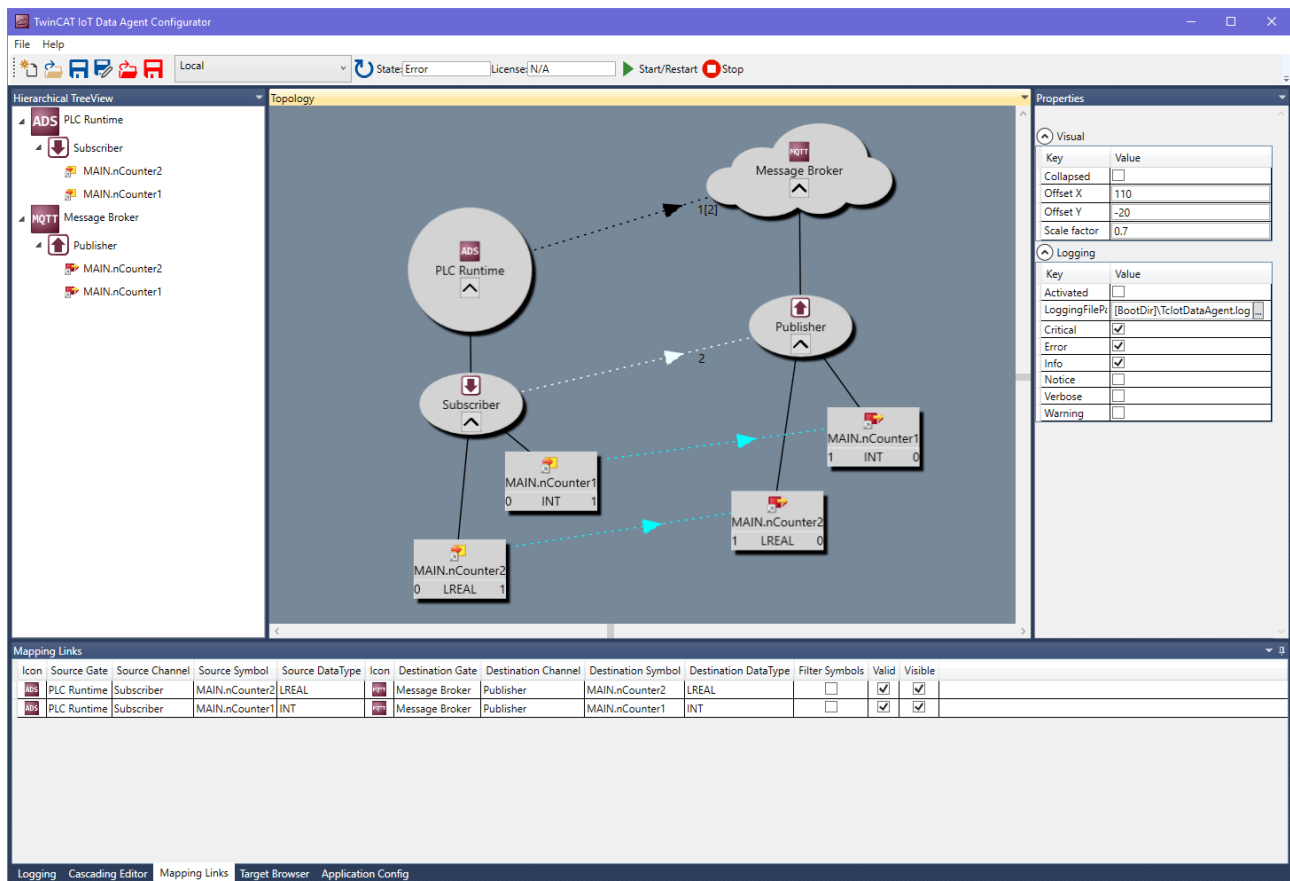 TwinCAT IoT Data Agent Configurator
File Help
Local State: Error License: N/A Start/Restart Stop
Hierarchical TreeView
ADS PLC Runtime
Subscriber
MAIN.nCounter2
MAIN.nCounter1
MQTT Message Broker
Publisher
MAIN.nCounter2
MAIN.nCounter1
Topology
MQTT
Message Broker
1[2]
ADS
PLC Runtime
Publisher
2
Subscriber
MAIN.nCounter1
1 INT 0
MAIN.nCounter1
0 INT 1
MAIN.nCounter2
1 LREAL 0
MAIN.nCounter2
0 LREAL 1
Properties
Visual
Key Value
Collapsed
Offset X 110
Offset Y -20
Scale factor 0.7
Logging
Key Value
Activated
LoggingFilePa [BootDir]\TcIotDataAgent.log ...
Critical
Error
Info
Notice
Verbose
Warning
Mapping Links
Icon Source Gate Source Channel Source Symbol Source DataType Icon Destination Gate Destination Channel Destination Symbol Destination DataType Filter Symbols Valid Visible
ADS PLC Runtime Subscriber MAIN.nCounter2 LREAL MQTT Message Broker Publisher MAIN.nCounter2 LREAL
ADS PLC Runtime Subscriber MAIN.nCounter1 INT MQTT Message Broker Publisher MAIN.nCounter1 INT
Logging Cascading Editor Mapping Links Target Browser Application Config